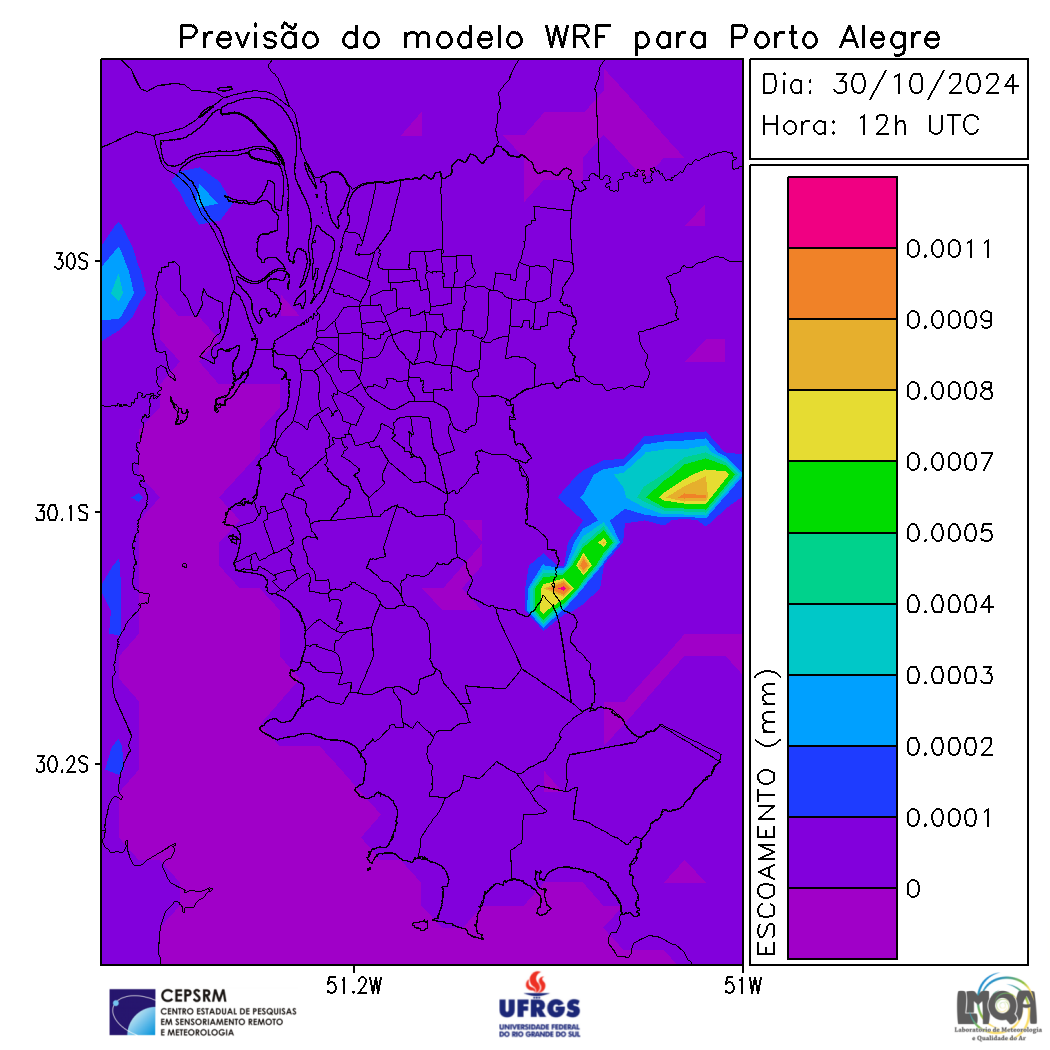 Previsão do modelo WRF para Porto Alegre
Dia: 30/10/2024
Hora: 12h UTC
30S
30.1S
30.2S
51.2W
51W
ESCOAMENTO (mm)
0.0011
0.0009
0.0008
0.0007
0.0005
0.0004
0.0003
0.0002
0.0001
0
CEPSRM
CENTRO ESTADUAL DE PESQUISAS
EM SENSORIAMENTO REMOTO
E METEOROLOGIA
UFRGS
UNIVERSIDADE FEDERAL
DO RIO GRANDE DO SUL
LMQA
Laboratório de Meteorologia
e Qualidade do Ar